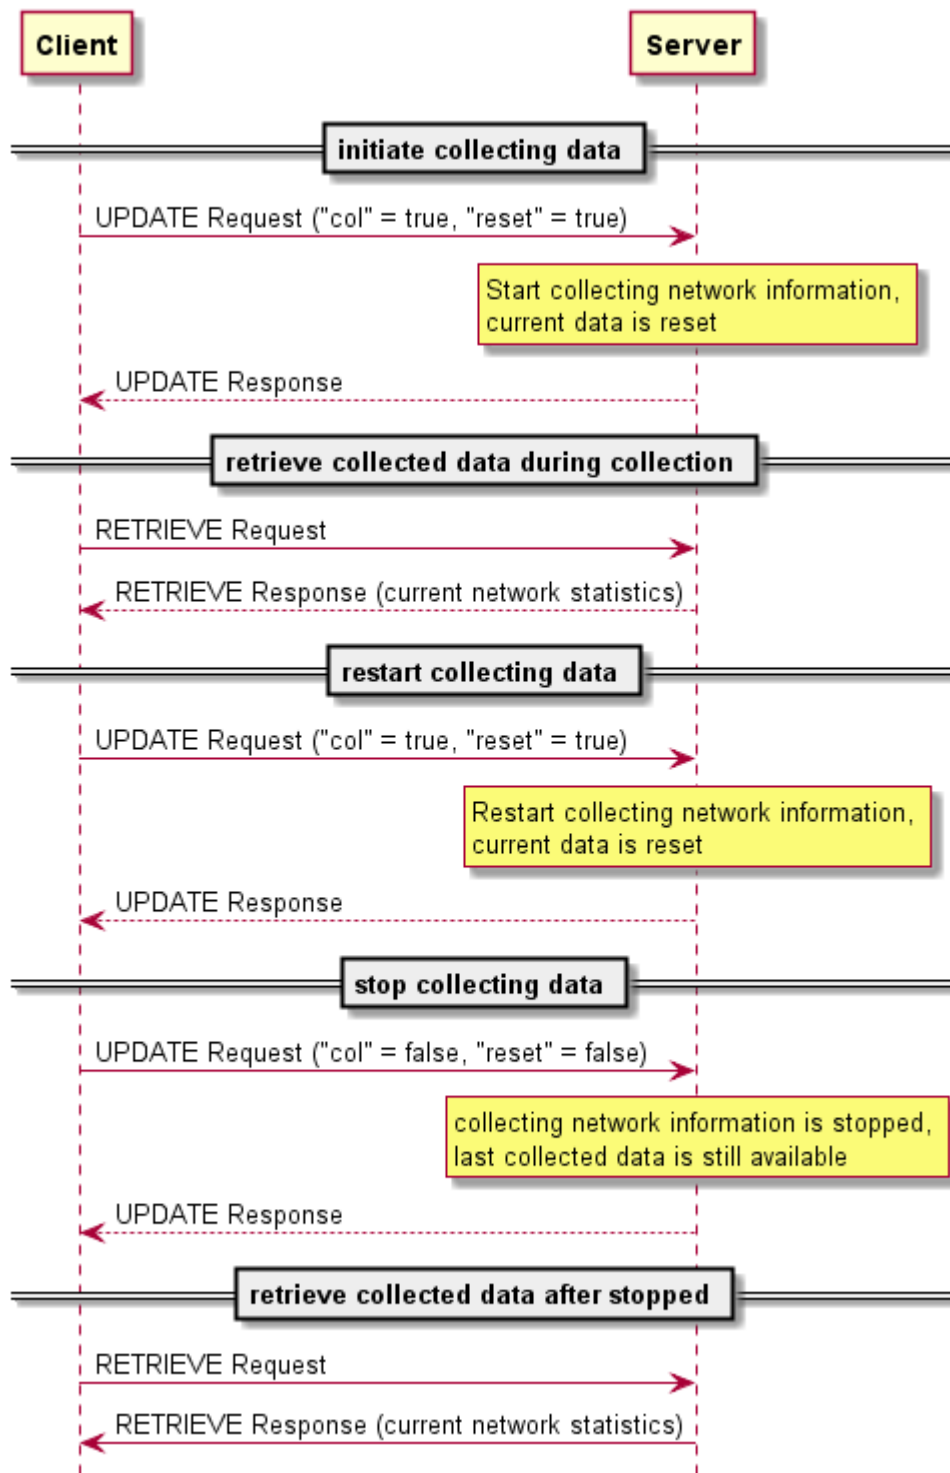 Client
Server
initiate collecting data
UPDATE Request ("col" = true, "reset" = true)
Start collecting network information,
current data is reset
UPDATE Response
retrieve collected data during collection
RETRIEVE Request
RETRIEVE Response (current network statistics)
restart collecting data
UPDATE Request ("col" = true, "reset" = true)
Restart collecting network information,
current data is reset
UPDATE Response
stop collecting data
UPDATE Request ("col" = false, "reset" = false)
collecting network information is stopped,
last collected data is still available
UPDATE Response
retrieve collected data after stopped
RETRIEVE Request
RETRIEVE Response (current network statistics)